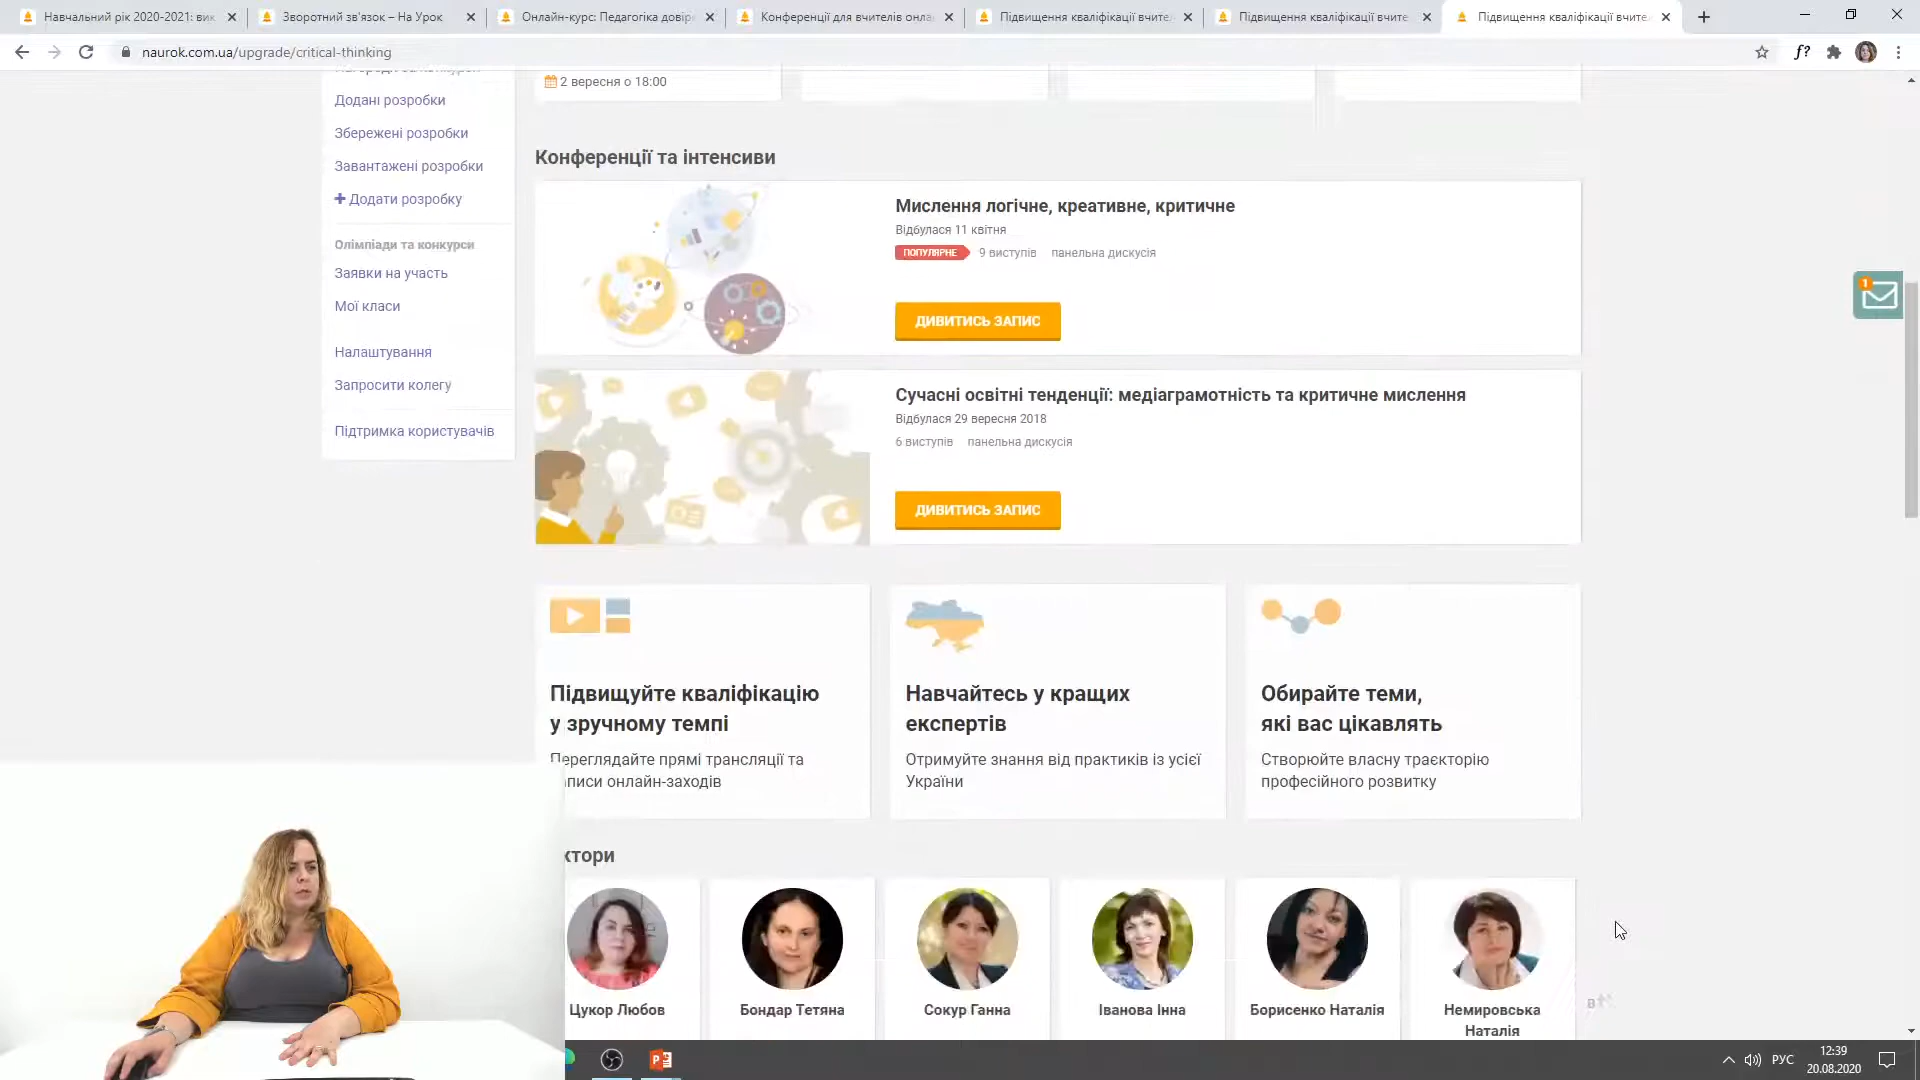 Навчальний рік 2020-2021: вик
Зворотний зв'язок – На Урок
Онлайн-курс: Педагогіка довір
Конференції для вчителів онла
Підвищення кваліфікації вчите
Підвищення кваліфікації вчите
Підвищення кваліфікації вчите
naurok.com.ua/upgrade/critical-thinking
f?
2 вересня о 18:00
Додані розробки
Збережені розробки
Завантажені розробки
Додати розробку
Олімпіади та конкурси
Заявки на участь
Мої класи
Налаштування
Запросити колегу
Підтримка користувачів
Конференції та інтенсиви
Мислення логічне, креативне, критичне
Відбулася 11 квітня
ПОПУЛЯРНЕ 9 виступів панельна дискусія
ДИВИТИСЬ ЗАПИС
1
Сучасні освітні тенденції: медіаграмотність та критичне мислення
Відбулася 29 вересня 2018
6 виступів панельна дискусія
ДИВИТИСЬ ЗАПИС
Підвищуйте кваліфікацію
у зручному темпі
Переглядайте прямі трансляції та
аписи онлайн-заходів
Навчайтесь у кращих
експертів
Отримуйте знання від практиків із усієї
України
Обирайте теми,
які вас цікавлять
Створюйте власну траєкторію
професійного розвитку
ктори
Цукор Любов
Бондар Тетяна
Сокур Ганна
Іванова Інна
Борисенко Наталія
Немировська
Наталія
РУС
12:39
20.08.2020